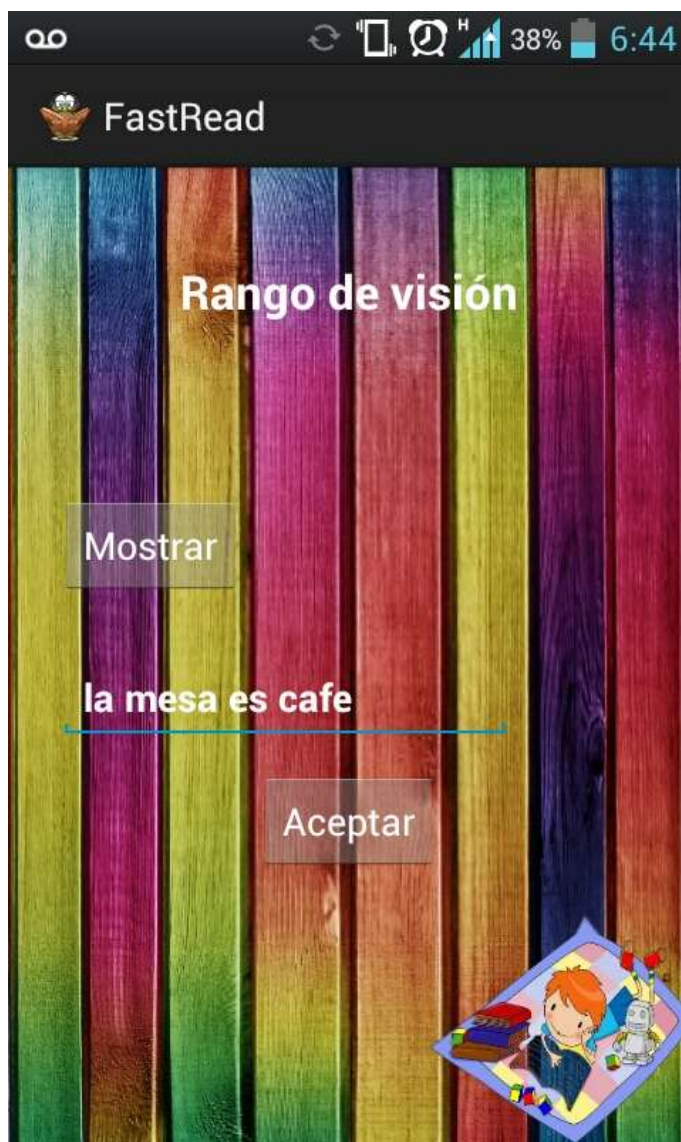 H 38% 6:44
FastRead
Rango de visión
Mostrar
la mesa es cafe
Aceptar